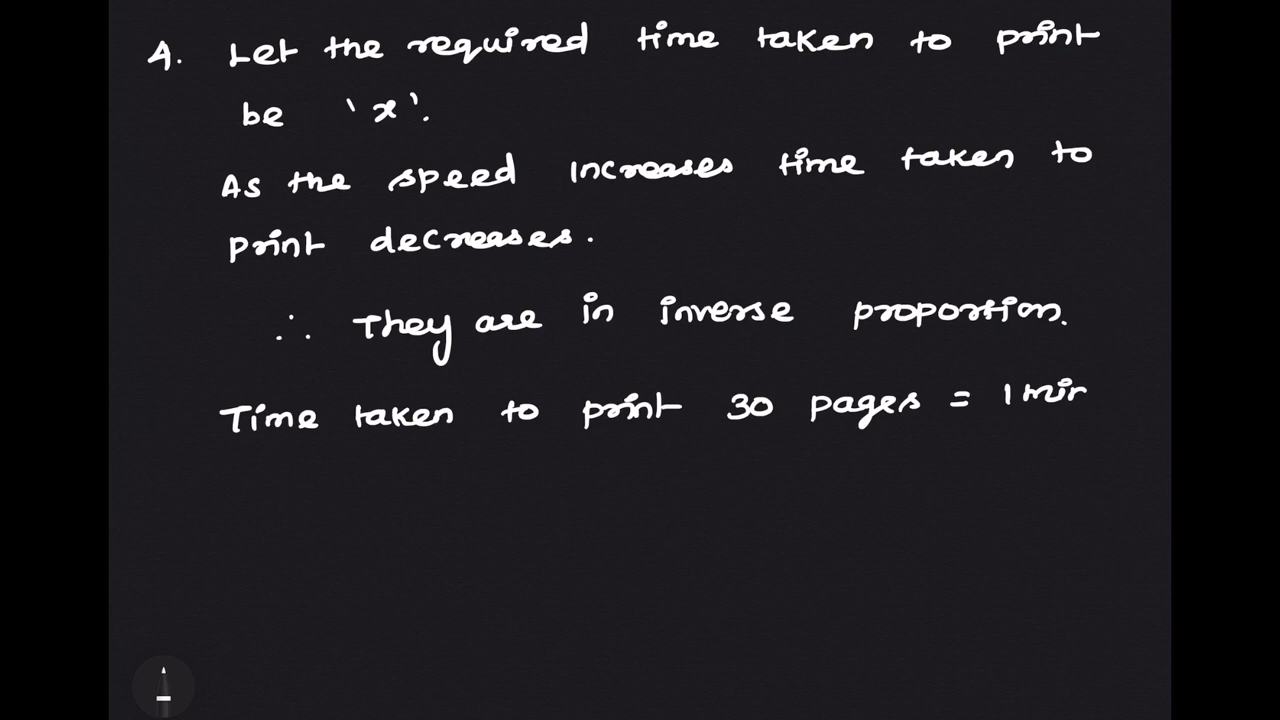 A. Let the required time taken to print
be 'x'.
As the speed increases time taken to
print decreases.
∴ They are in inverse proportion.
Time taken to print 30 pages = 1 min